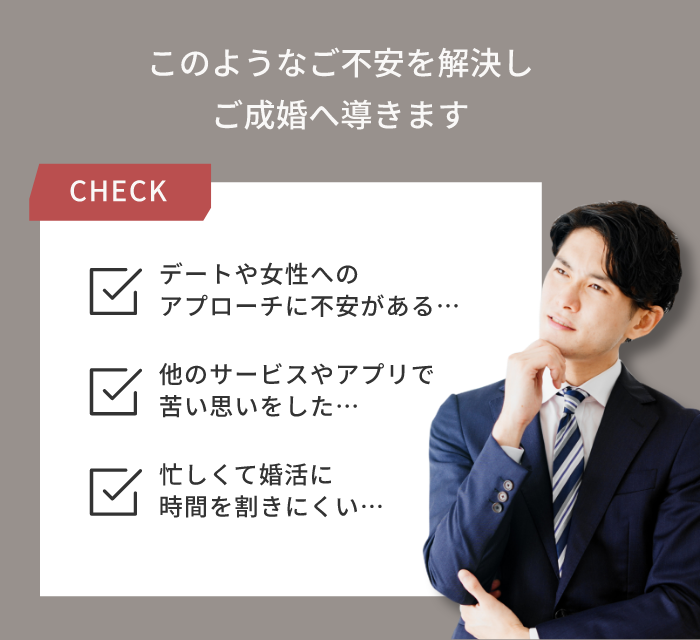 このようなご不安を解決し
ご成婚へ導きます
CHECK
デートや女性への
アプローチに不安がある…
他のサービスやアプリで
苦い思いをした…
忙しくて婚活に
時間を割きにくい…